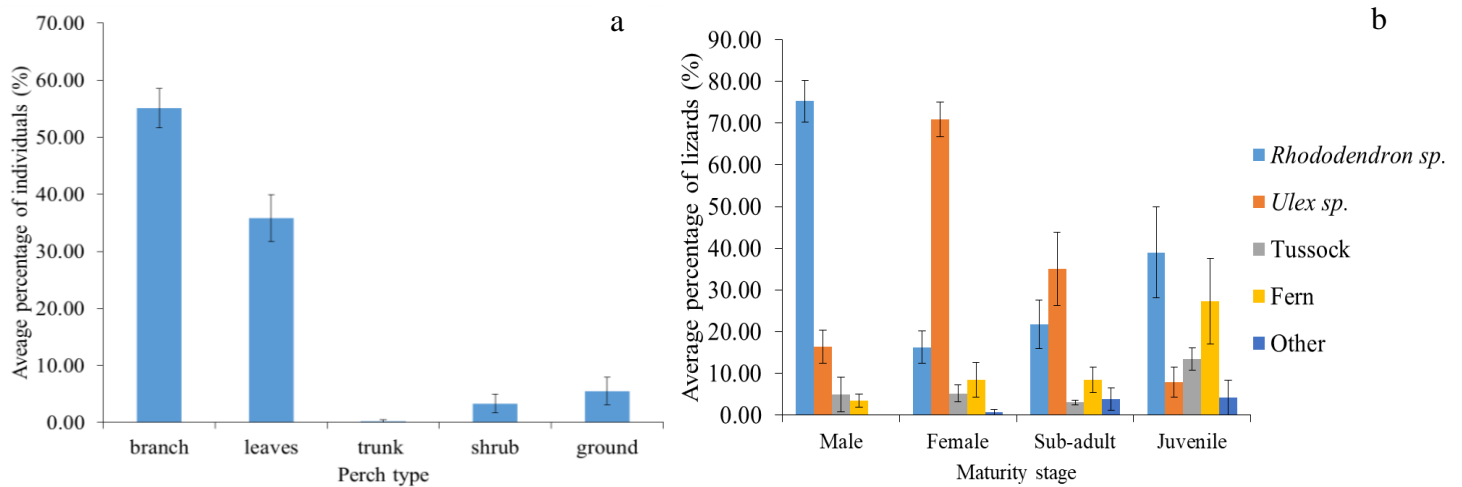 a
Aveage percentage of individuals (%)
70.00
60.00
50.00
40.00
30.00
20.00
10.00
0.00
branch leaves trunk shrub ground
Perch type
b
Average percentage of lizards (%)
90.00
80.00
70.00
60.00
50.00
40.00
30.00
20.00
10.00
0.00
Male Female Sub-adult Juvenile
Maturity stage
Rhododendron sp.
Ulex sp.
Tussock
Fern
Other